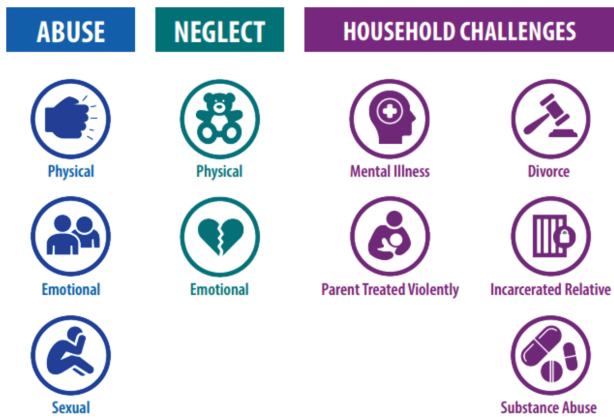 ABUSE
NEGLECT
HOUSEHOLD CHALLENGES
Physical
Physical
Mental Illness
Divorce
Emotional
Emotional
Parent Treated Violently
Incarcerated Relative
Sexual
Substance Abuse